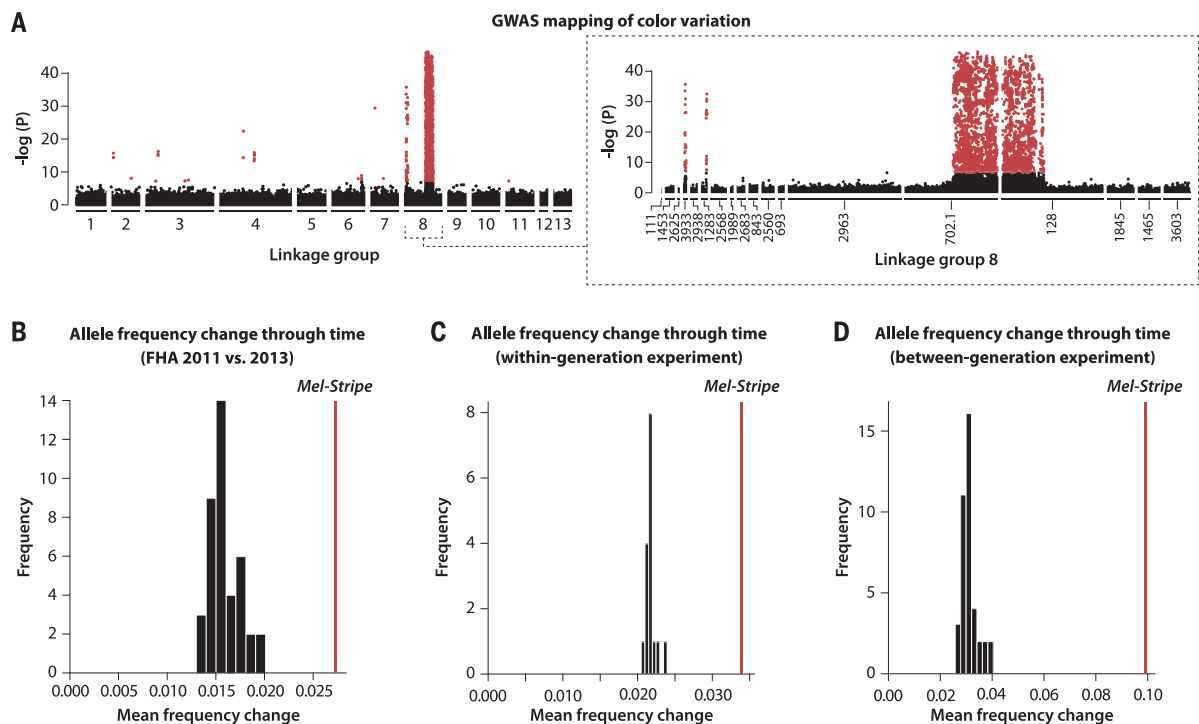 GWAS mapping of color variation
A
-log (P)
40
30
20
10
0
1 2 3 4 5 6 7 8 9 10 11 12 13
Linkage group
-log (P)
40
30
20
10
0
111 1453 935 2625 3933 2938 1283 2568 1989 2683 843 2560 693 2963 702.1 128 1845 1465 3603
Linkage group 8
B
Allele frequency change through time
(FHA 2011 vs. 2013)
Mel-Stripe
Frequency
14
12
10
8
6
4
2
0
0.000 0.005 0.010 0.015 0.020 0.025
Mean frequency change
C
Allele frequency change through time
(within-generation experiment)
Mel-Stripe
Frequency
8
6
4
2
0
0.000 0.020 0.030
Mean frequency change
D
Allele frequency change through time
(between-generation experiment)
Mel-Stripe
Frequency
15
10
5
0
0.00 0.02 0.04 0.06 0.08 0.10
Mean frequency change